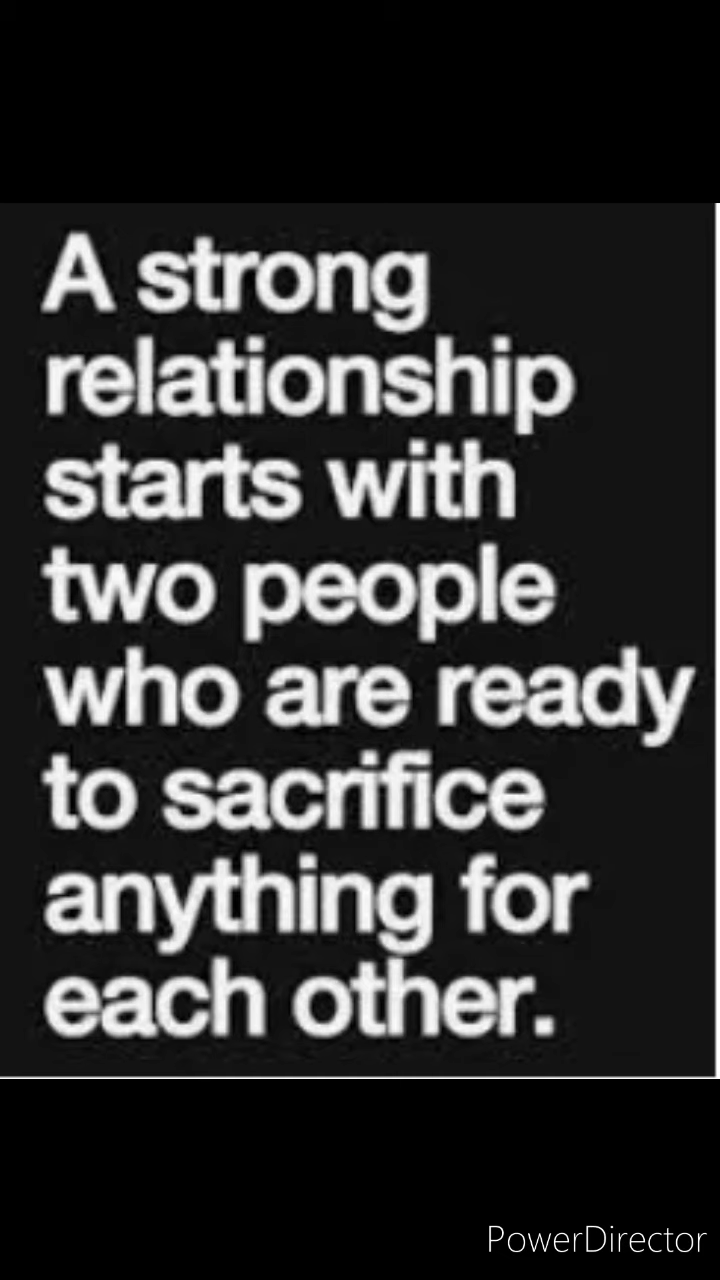 A strong
relationship
starts with
two people
who are ready
to sacrifice
anything for
each other.
PowerDirector